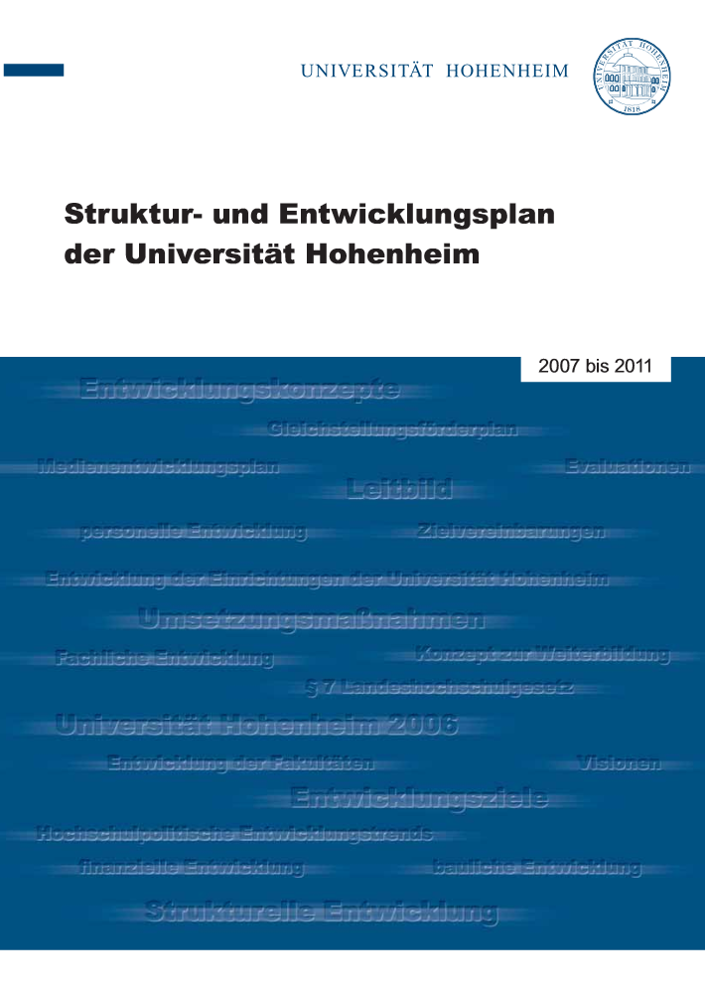 UNIVERSITÄT HOHENHEIM
UNIVERSITÄT HOHENHEIM
1818
Struktur- und Entwicklungsplan
der Universität Hohenheim
2007 bis 2011
Entwicklungskonzepte
Gleichstellungsförderplan
Medienentwicklungsplan
Evaluationen
Leitbild
personelle Entwicklung
Zielvereinbarungen
Entwicklung der Einrichtungen der Universität Hohenheim
Umsetzungsmaßnahmen
Fachliche Entwicklung
Konzept zur Weiterbildung
§ 7 Landeshochschulgesetz
Universität Hohenheim 2006
Entwicklung der Fakultäten
Visionen
Entwicklungsziele
Hochschulpolitische Entwicklungstrends
finanzielle Entwicklung
bauliche Entwicklung
Strukturelle Entwicklung